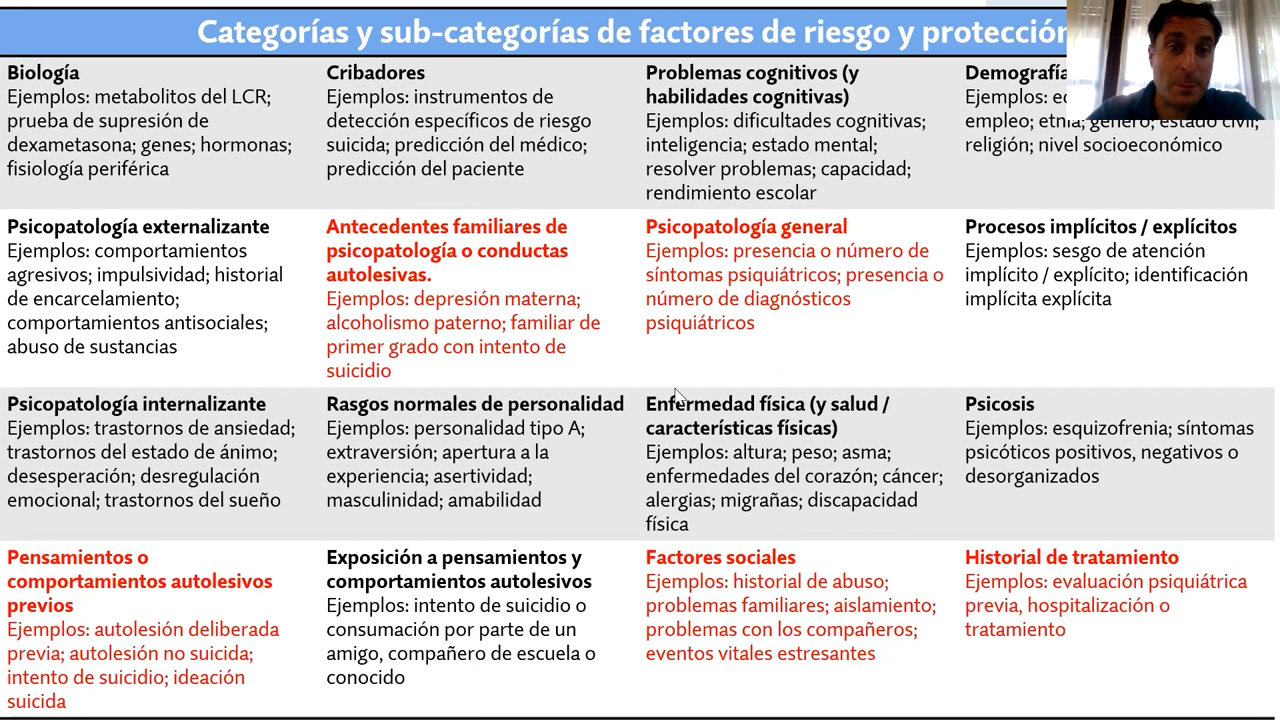 Categorías y sub-categorías de factores de riesgo y protección
Biología
Ejemplos: metabolitos del LCR;
prueba de supresión de
dexametasona; genes; hormonas;
fisiología periférica
Cribadores
Ejemplos: instrumentos de
detección específicos de riesgo
suicida; predicción del médico;
predicción del paciente
Problemas cognitivos (y
habilidades cognitivas)
Ejemplos: dificultades cognitivas;
inteligencia; estado mental;
resolver problemas; capacidad;
rendimiento escolar
Demografía
Ejemplos:
empleo; etnia; género; estado civil;
religión; nivel socioeconómico
Psicopatología externalizante
Ejemplos: comportamientos
agresivos; impulsividad; historial
de encarcelamiento;
comportamientos antisociales;
abuso de sustancias
Antecedentes familiares de
psicopatología o conductas
autolesivas.
Ejemplos: depresión materna;
alcoholismo paterno; familiar de
primer grado con intento de
suicidio
Psicopatología general
Ejemplos: presencia o número de
síntomas psiquiátricos; presencia o
número de diagnósticos
psiquiátricos
Procesos implícitos / explícitos
Ejemplos: sesgo de atención
implícito / explícito; identificación
implícita explícita
Psicopatología internalizante
Ejemplos: trastornos de ansiedad;
trastornos del estado de ánimo;
desesperación; desregulación
emocional; trastornos del sueño
Rasgos normales de personalidad
Ejemplos: personalidad tipo A;
extraversión; apertura a la
experiencia; asertividad;
masculinidad; amabilidad
Enfermedad física (y salud /
características físicas)
Ejemplos: altura; peso; asma;
enfermedades del corazón; cáncer;
alergias; migrañas; discapacidad
física
Psicosis
Ejemplos: esquizofrenia; síntomas
psicóticos positivos, negativos o
desorganizados
Pensamientos o
comportamientos autolesivos
previos
Ejemplos: autolesión deliberada
previa; autolesión no suicida;
intento de suicidio; ideación
suicida
Exposición a pensamientos y
comportamientos autolesivos
Ejemplos: intento de suicidio o
consumación por parte de un
amigo, compañero de escuela o
conocido
Factores sociales
Ejemplos: historial de abuso;
problemas familiares; aislamiento;
problemas con los compañeros;
eventos vitales estresantes
Historial de tratamiento
Ejemplos: evaluación psiquiátrica
previa, hospitalización o
tratamiento